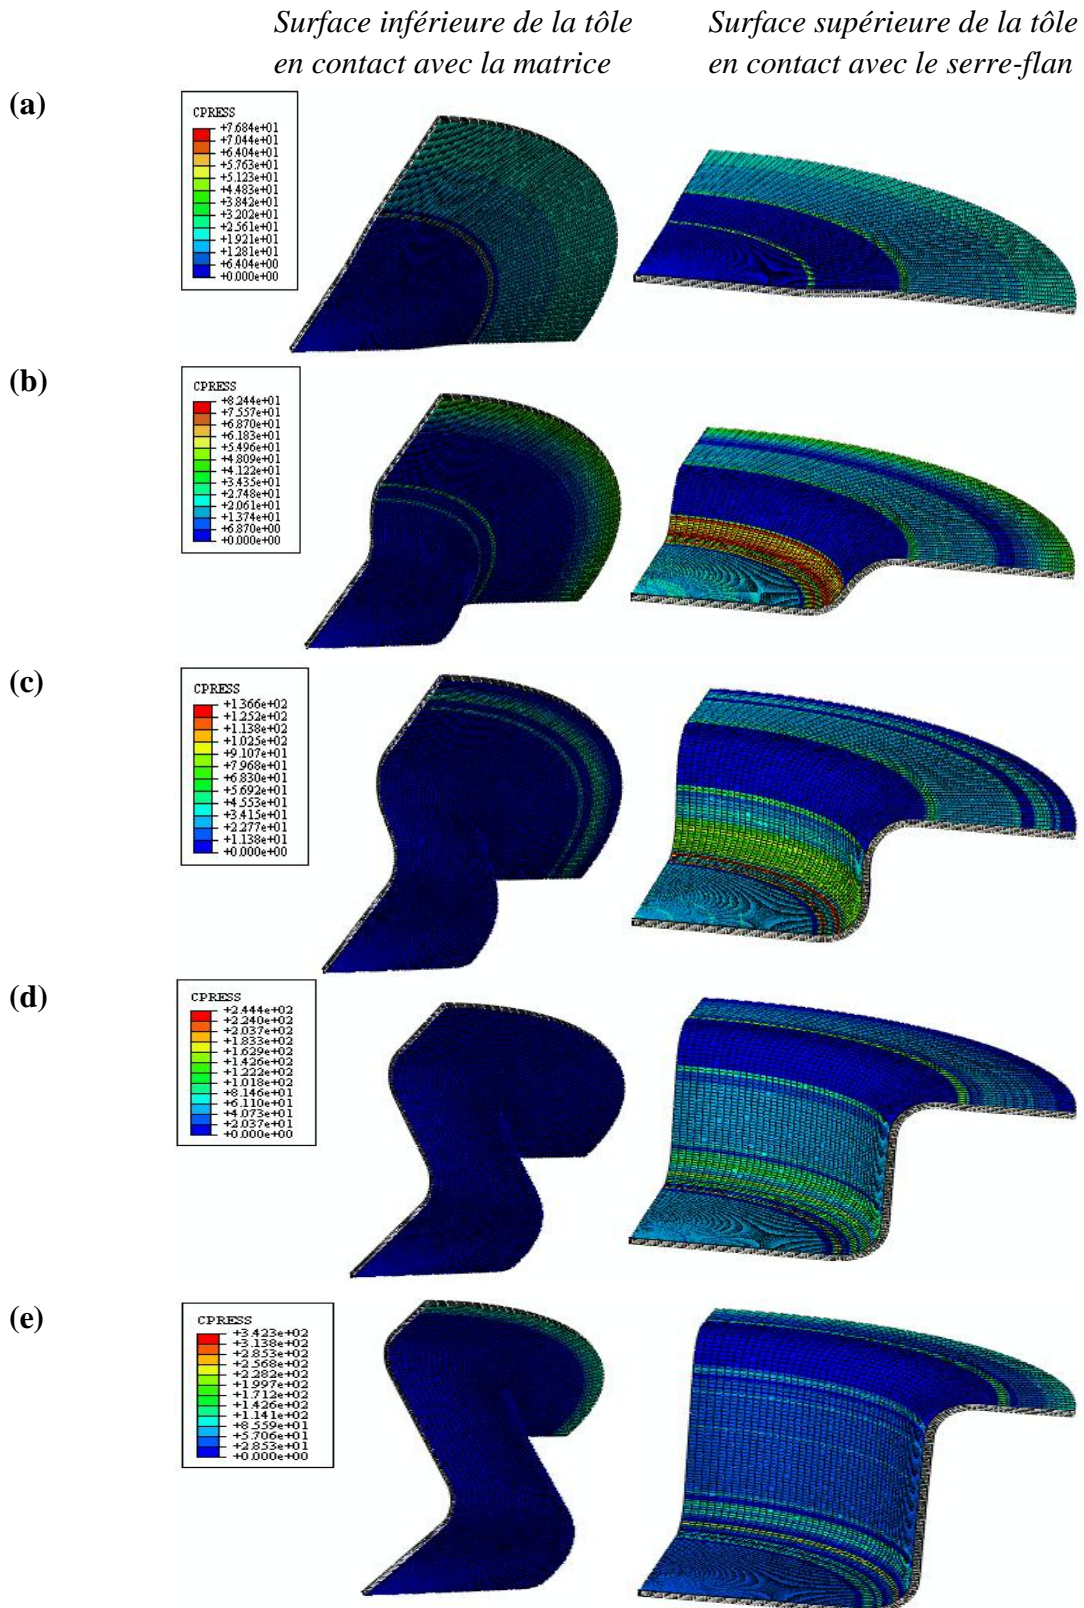 Surface inférieure de la tôle
en contact avec la matrice
Surface supérieure de la tôle
en contact avec le serre-flan
(a)
CPRESS
+7.684e+01
+7.044e+01
+6.404e+01
+5.763e+01
+5.123e+01
+4.483e+01
+3.842e+01
+3.202e+01
+2.561e+01
+1.921e+01
+1.281e+01
+6.404e+00
+0.000e+00
(b)
CPRESS
+8.244e+01
+7.557e+01
+6.870e+01
+6.183e+01
+5.496e+01
+4.809e+01
+4.122e+01
+3.435e+01
+2.748e+01
+2.061e+01
+1.374e+01
+6.870e+00
+0.000e+00
(c)
CPRESS
+1.366e+02
+1.252e+02
+1.138e+02
+1.025e+02
+9.107e+01
+7.968e+01
+6.830e+01
+5.692e+01
+4.553e+01
+3.415e+01
+2.277e+01
+1.138e+01
+0.000e+00
(d)
CPRESS
+2.444e+02
+2.240e+02
+2.037e+02
+1.833e+02
+1.629e+02
+1.426e+02
+1.222e+02
+1.018e+02
+8.146e+01
+6.110e+01
+4.073e+01
+2.037e+01
+0.000e+00
(e)
CPRESS
+3.423e+02
+3.138e+02
+2.853e+02
+2.568e+02
+2.282e+02
+1.997e+02
+1.712e+02
+1.426e+02
+1.141e+02
+8.559e+01
+5.706e+01
+2.853e+01
+0.000e+00